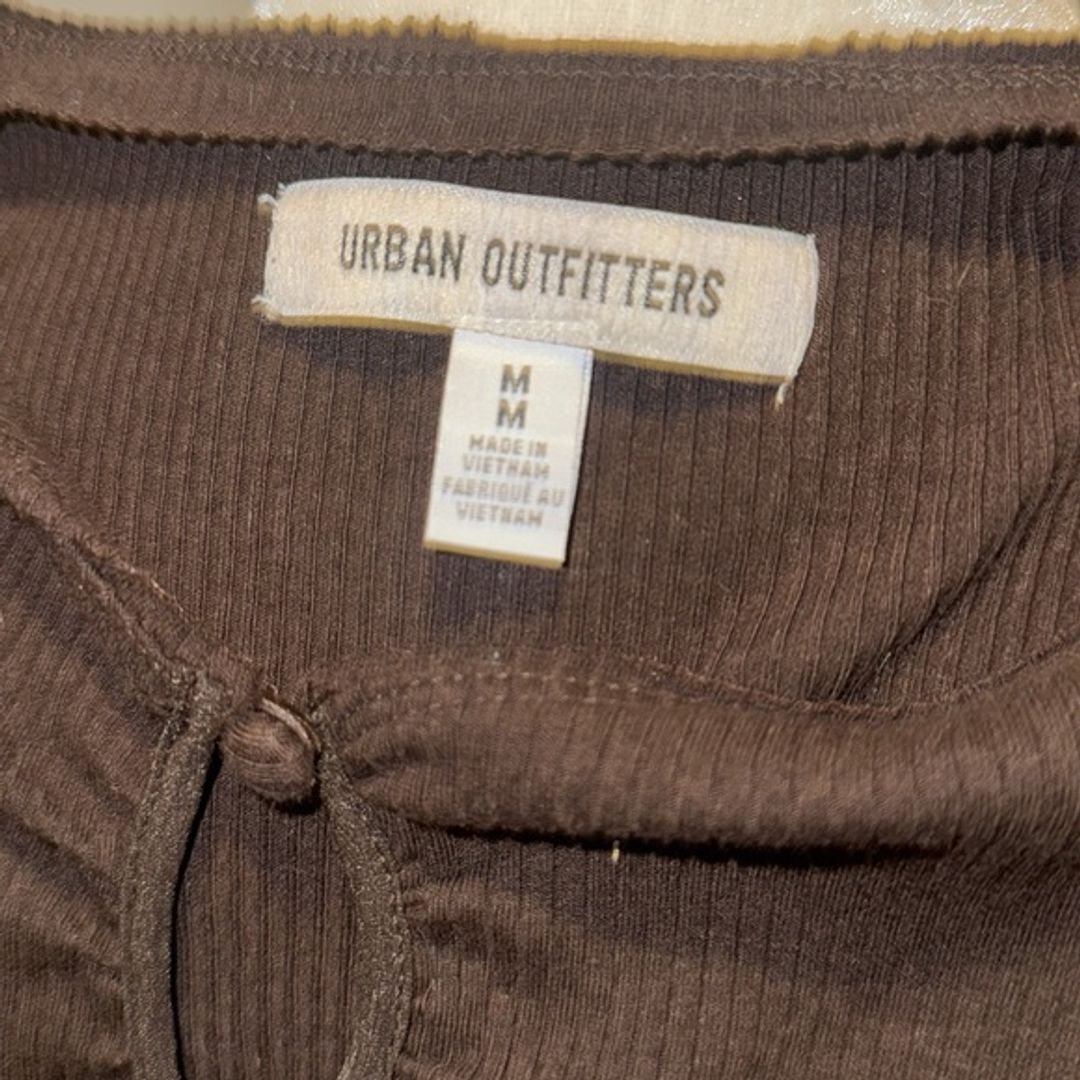 URBAN OUTFITTERS
M
M
MADE IN
VIETNAM
FABRIQUÉ AU
VIETNAM